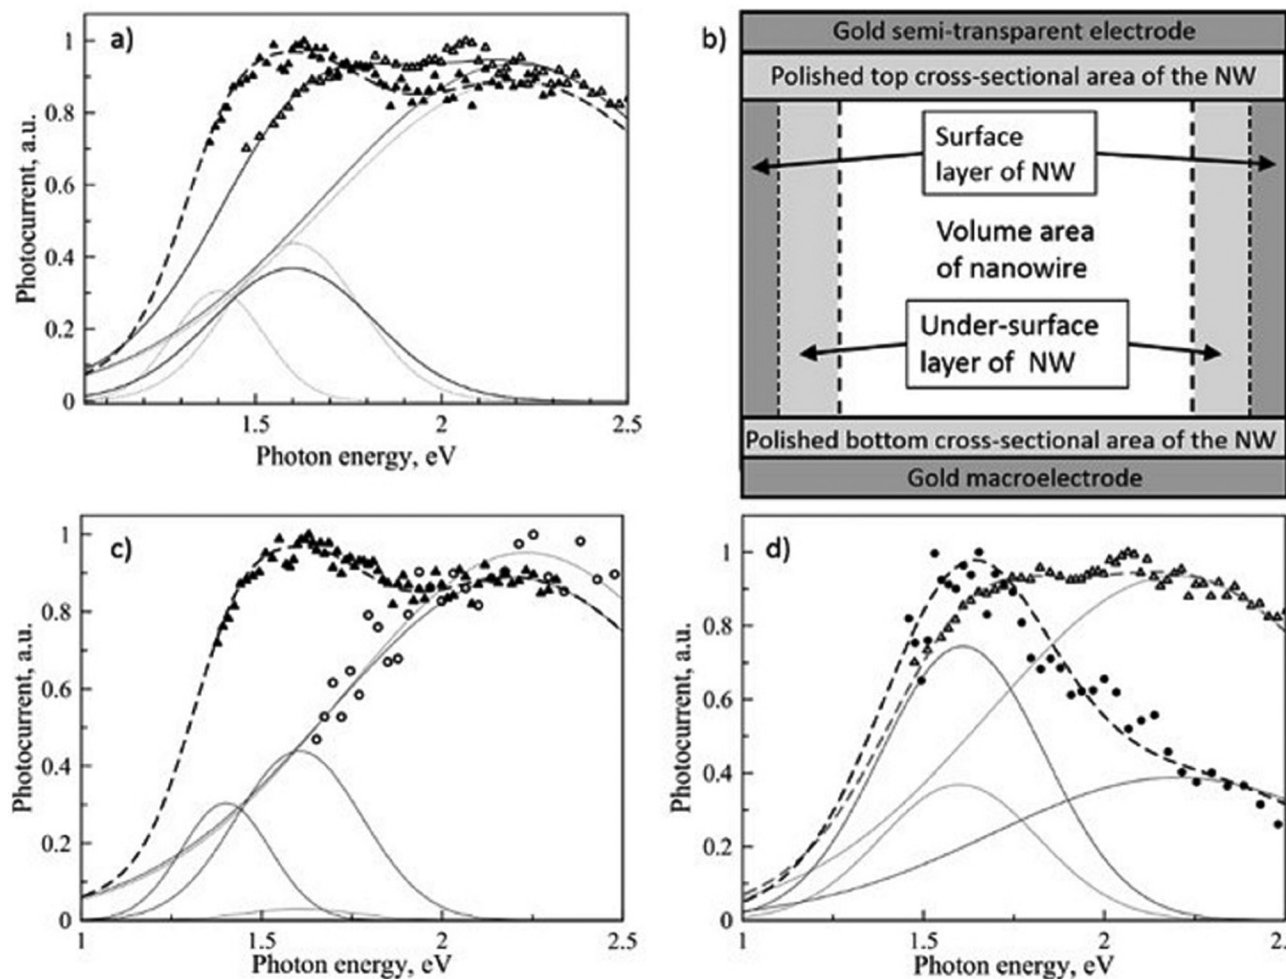 a)
1
0.8
0.6
0.4
0.2
0
Photocurrent, a.u.
1.5
2
2.5
Photon energy, eV
b)
Gold semi-transparent electrode
Polished top cross-sectional area of the NW
Surface
layer of NW
Volume area
of nanowire
Under-surface
layer of NW
Polished bottom cross-sectional area of the NW
Gold macroelectrode
c)
1
0.8
0.6
0.4
0.2
0
Photocurrent, a.u.
1
1.5
2
2.5
Photon energy, eV
d)
1
0.8
0.6
0.4
0.2
0
Photocurrent, a.u.
1
1.5
2
2.5
Photon energy, eV